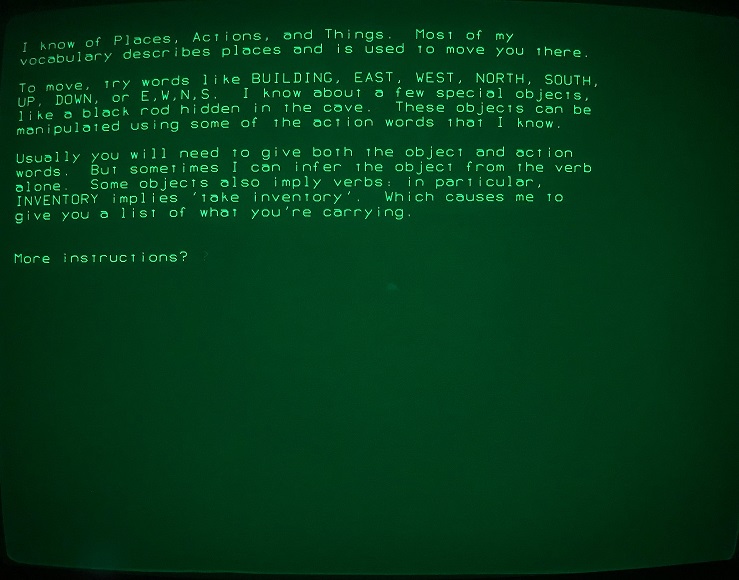 I know of Places, Actions, and Things.  Most of my
vocabulary describes places and is used to move you there.
To move, try words like BUILDING, EAST, WEST, NORTH, SOUTH,
UP, DOWN, or E,W,N,S.  I know about a few special objects,
like a black rod hidden in the cave.  These objects can be
manipulated using some of the action words that I know.
Usually you will need to give both the object and action
words.  But sometimes I can infer the object from the verb
alone.  Some objects also imply verbs: in particular,
INVENTORY implies 'take inventory'.  Which causes me to
give you a list of what you're carrying.
More instructions?